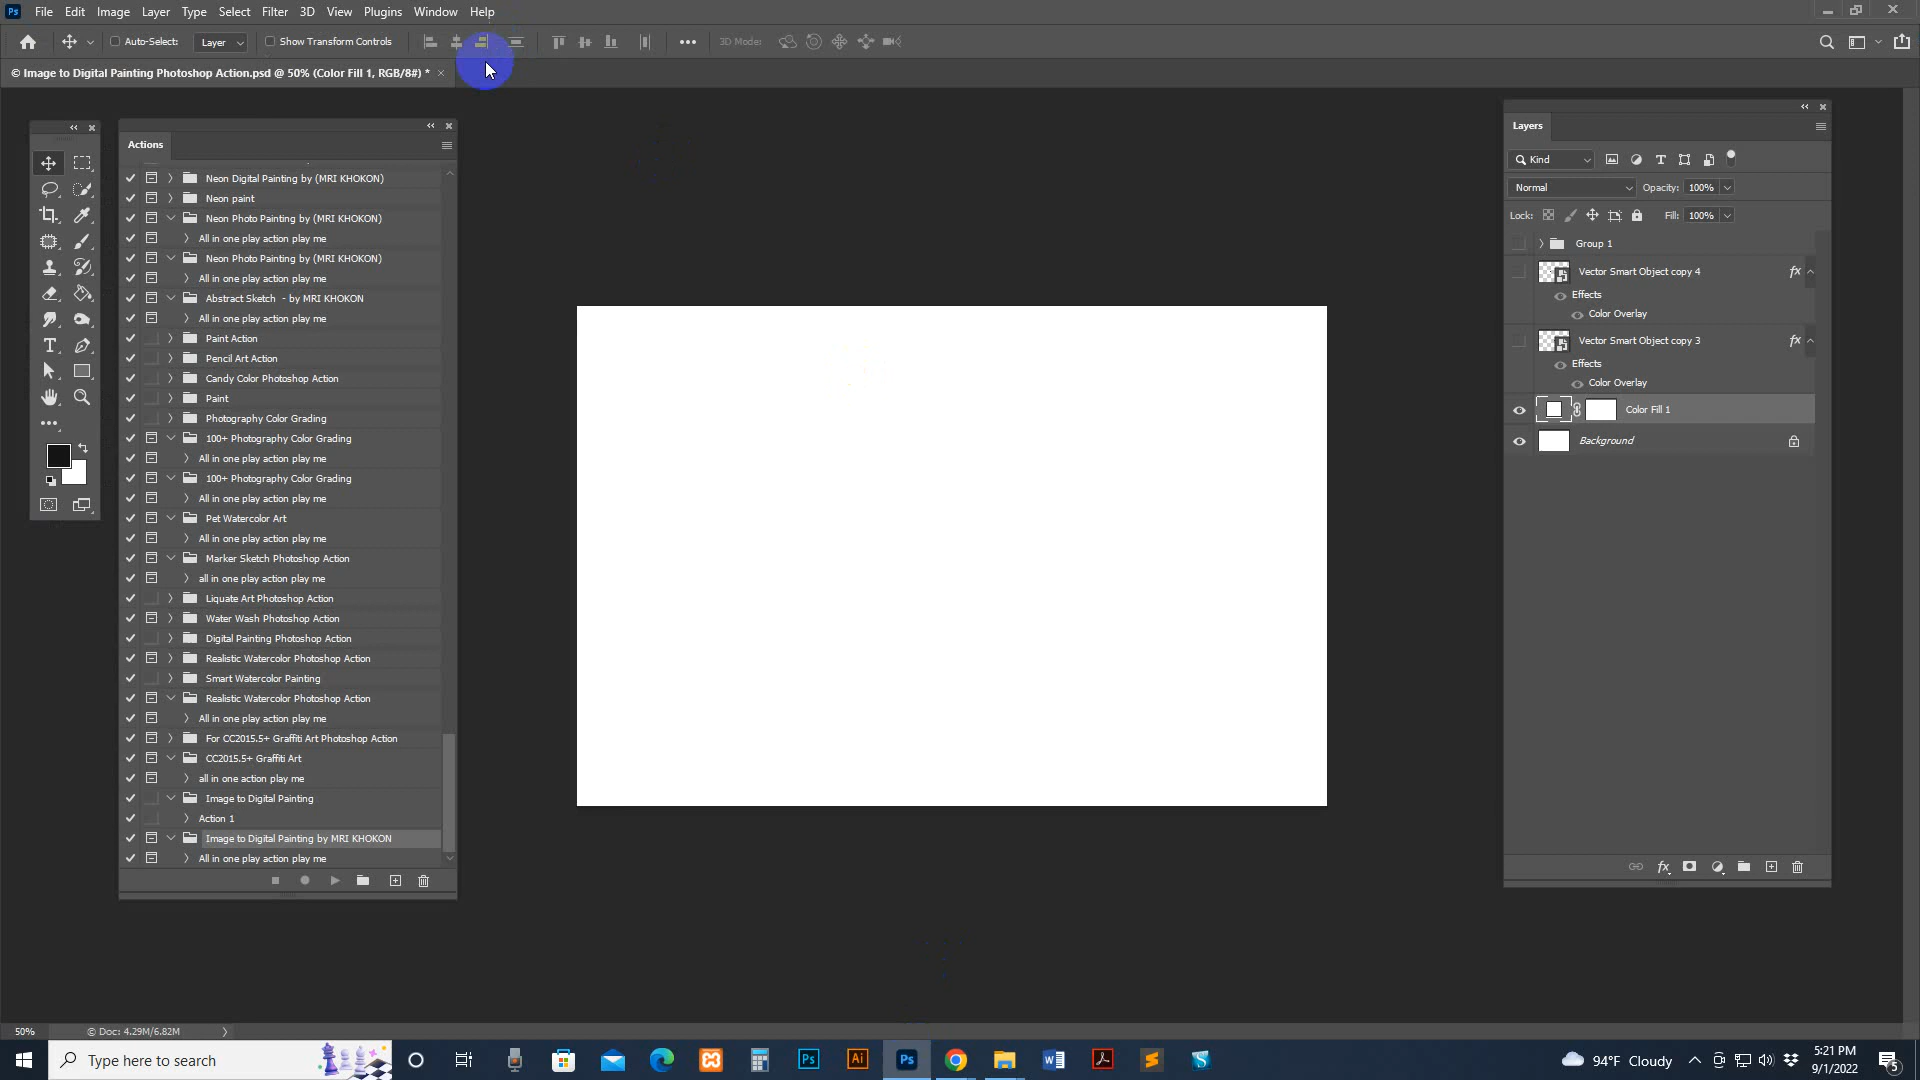 Ps File Edit Image Layer Type Select Filter 3D View Plugins Window Help
Auto-Select: Layer Show Transform Controls ••• 3D Mode:
© Image to Digital Painting Photoshop Action.psd @ 50% (Color Fill 1, RGB/8#) * ×
Actions
Neon Digital Painting by (MRI KHOKON)
Neon paint
Neon Photo Painting by (MRI KHOKON)
All in one play action play me
Neon Photo Painting by (MRI KHOKON)
All in one play action play me
Abstract Sketch - by MRI KHOKON
All in one play action play me
Paint Action
Pencil Art Action
Candy Color Photoshop Action
Paint
Photography Color Grading
100+ Photography Color Grading
All in one play action play me
100+ Photography Color Grading
All in one play action play me
Pet Watercolor Art
All in one play action play me
Marker Sketch Photoshop Action
all in one play action play me
Liquate Art Photoshop Action
Water Wash Photoshop Action
Digital Painting Photoshop Action
Realistic Watercolor Photoshop Action
Smart Watercolor Painting
Realistic Watercolor Photoshop Action
All in one play action play me
For CC2015.5+ Graffiti Art Photoshop Action
CC2015.5+ Graffiti Art
all in one action play me
Image to Digital Painting
Action 1
Image to Digital Painting by MRI KHOKON
All in one play action play me
Layers
Kind
Normal Opacity: 100%
Lock: Fill: 100%
Group 1
Vector Smart Object copy 4 fx
Effects
Color Overlay
Vector Smart Object copy 3 fx
Effects
Color Overlay
Color Fill 1
Background
fx
50% © Doc: 4.29M/6.82M
Type here to search
Ps Ai Ps
94°F Cloudy
5:21 PM
9/1/2022
5